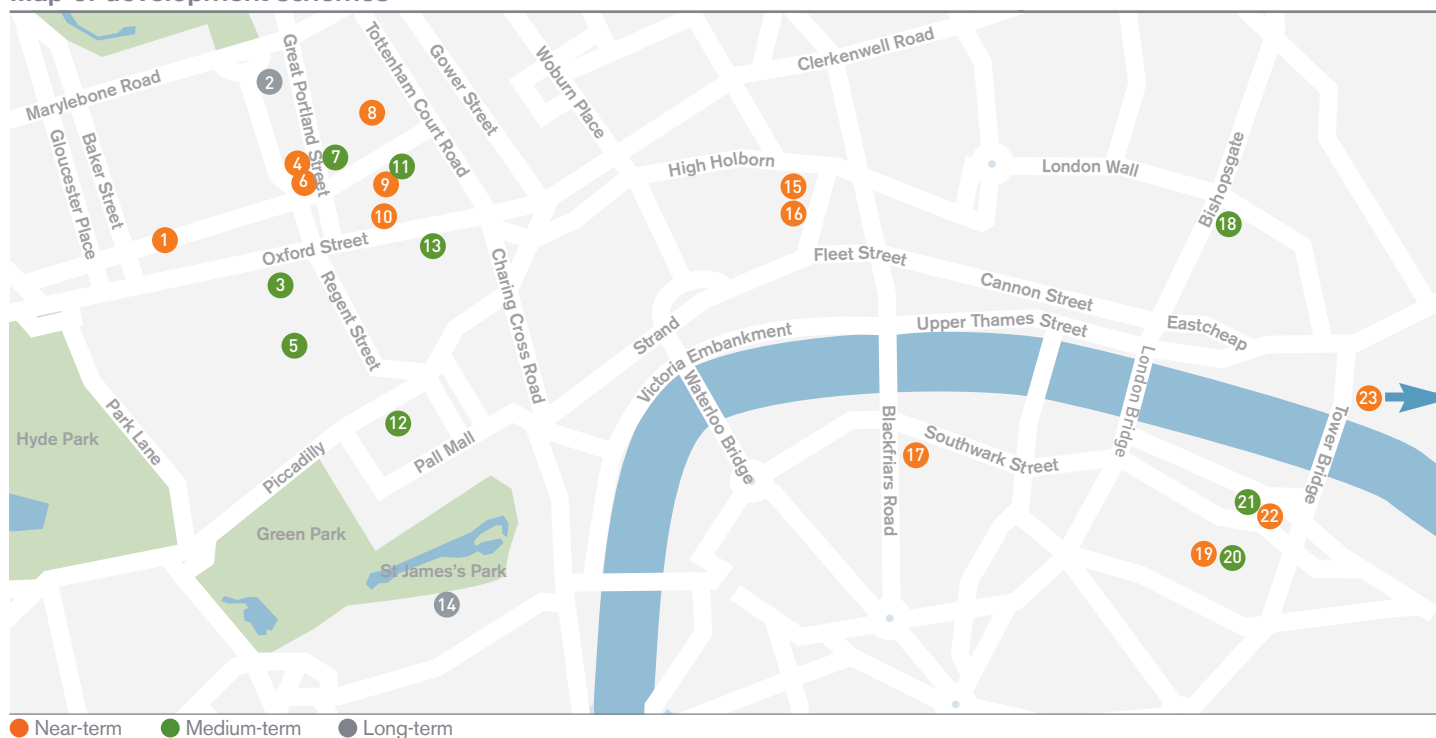 Map of development schemes
Marylebone Road
Gloucester Place
Baker Street
Great Portland Street
Tottenham Court Road
Gower Street
Woburn Place
Clerkenwell Road
High Holborn
London Wall
Bishopsgate
Oxford Street
Regent Street
Charing Cross Road
Fleet Street
Cannon Street
Upper Thames Street
Eastcheap
Strand
Victoria Embankment
Waterloo Bridge
Blackfriars Road
Southwark Street
London Bridge
Tower Bridge
Hyde Park
Park Lane
Piccadilly
Pall Mall
Green Park
St James's Park
1
2
3
4
5
6
7
8
9
10
11
12
13
14
15
16
17
18
19
20
21
22
23
Near-term
Medium-term
Long-term